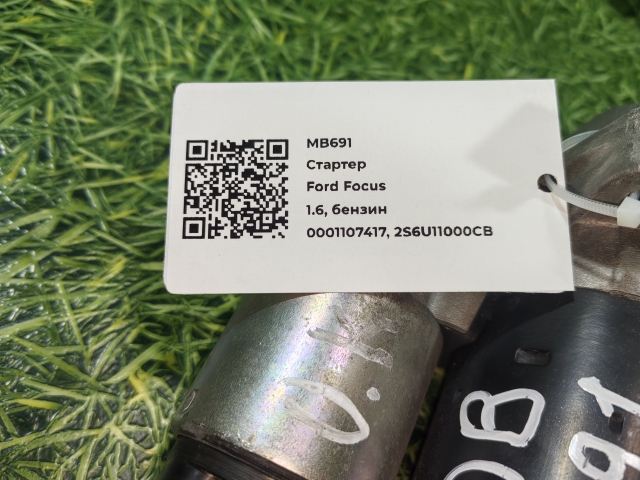 MB691
Стартер
Ford Focus
1.6, бензин
0001107417, 2S6U11000CB